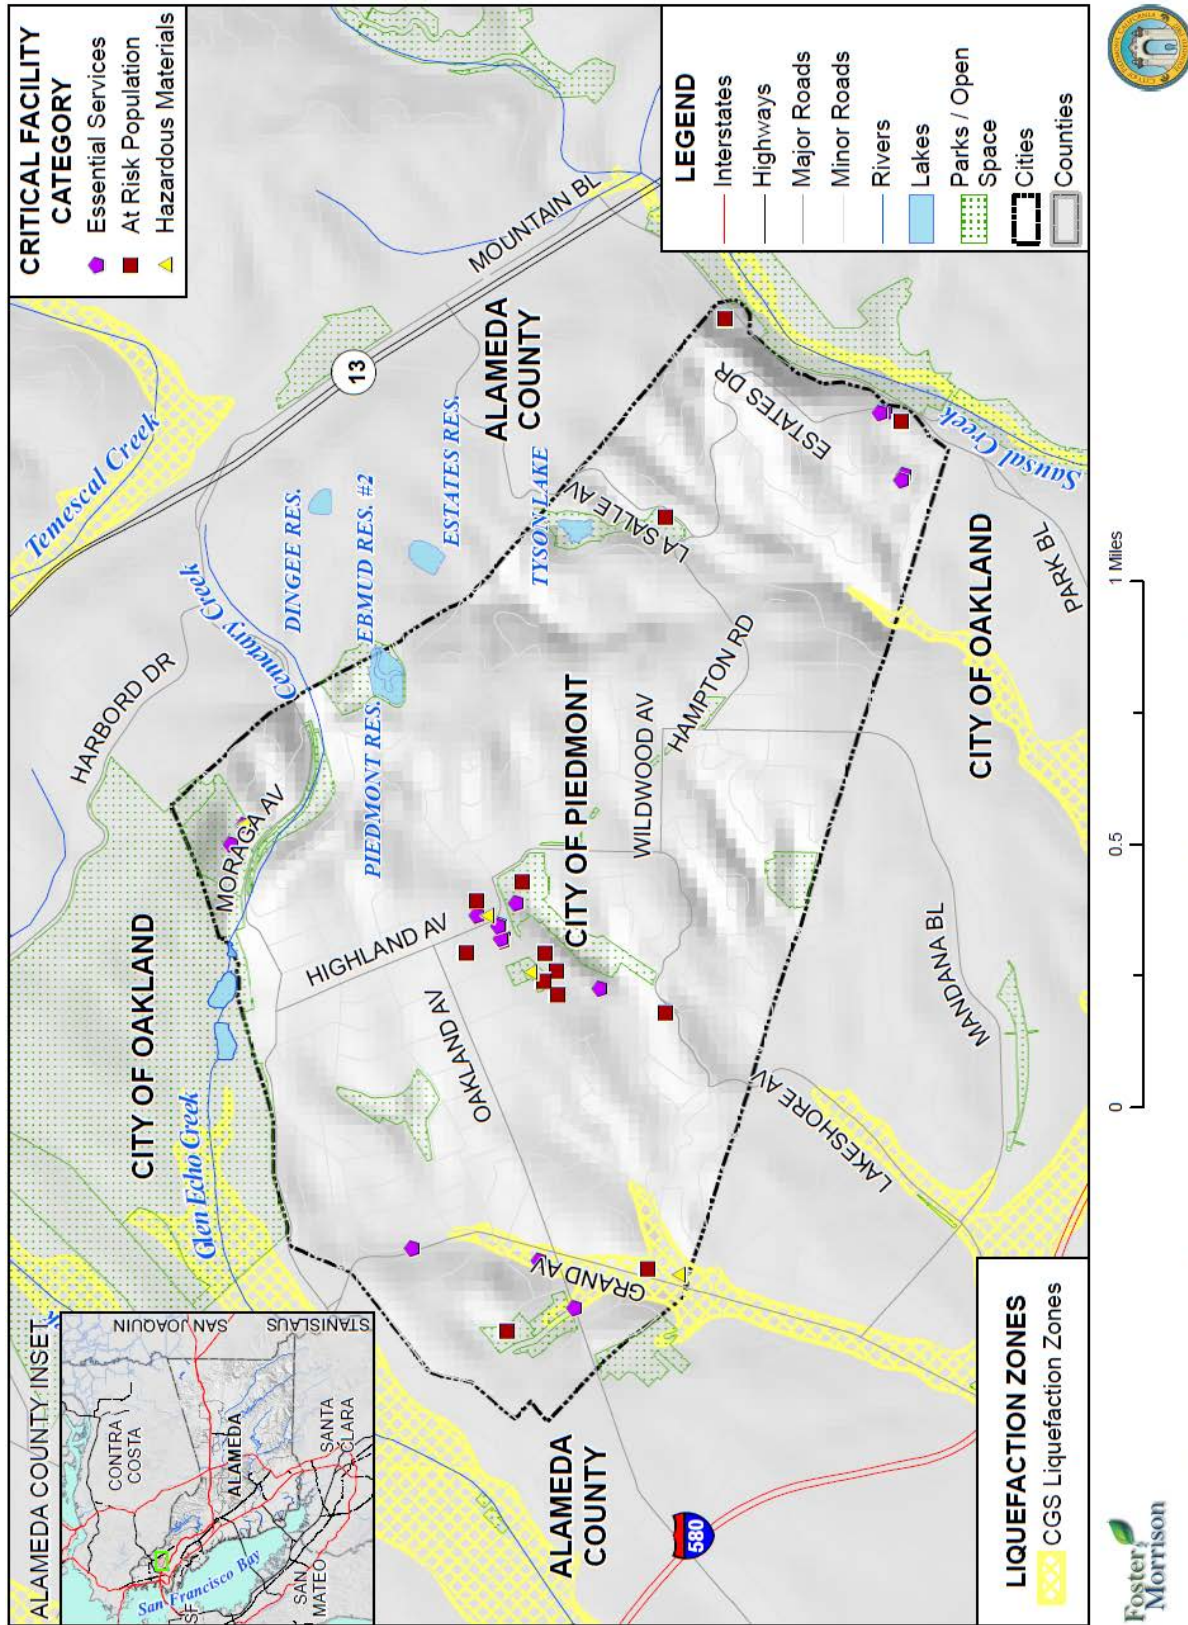 ALAMEDA COUNTY INSET
CONTRA
COSTA
SAN JOAQUIN
STANISLAUS
ALAMEDA
SANTA
CLARA
San Francisco Bay
SF
SAN
MATEO
CRITICAL FACILITY
CATEGORY
Essential Services
At Risk Population
Hazardous Materials
Temescal Creek
HARBORD DR
Cemetary Creek
13
MOUNTAIN BL
CITY OF OAKLAND
Glen Echo Creek
MORAGA AV
DINGEE RES.
PIEDMONT RES.
EBMUD RES. #2
ESTATES RES.
ALAMEDA
COUNTY
HIGHLAND AV
OAKLAND AV
TYSON LAKE
LA SALLE AV
ESTATES DR
CITY OF PIEDMONT
GRAND AV
WILDWOOD AV
HAMPTON RD
ALAMEDA
COUNTY
580
LAKESHORE AV
MANDANA BL
CITY OF OAKLAND
PARK BL
Sausal Creek
LEGEND
Interstates
Highways
Major Roads
Minor Roads
Rivers
Lakes
Parks / Open
Space
Cities
Counties
LIQUEFACTION ZONES
CGS Liquefaction Zones
0
0.5
1 Miles
Foster
Morrison